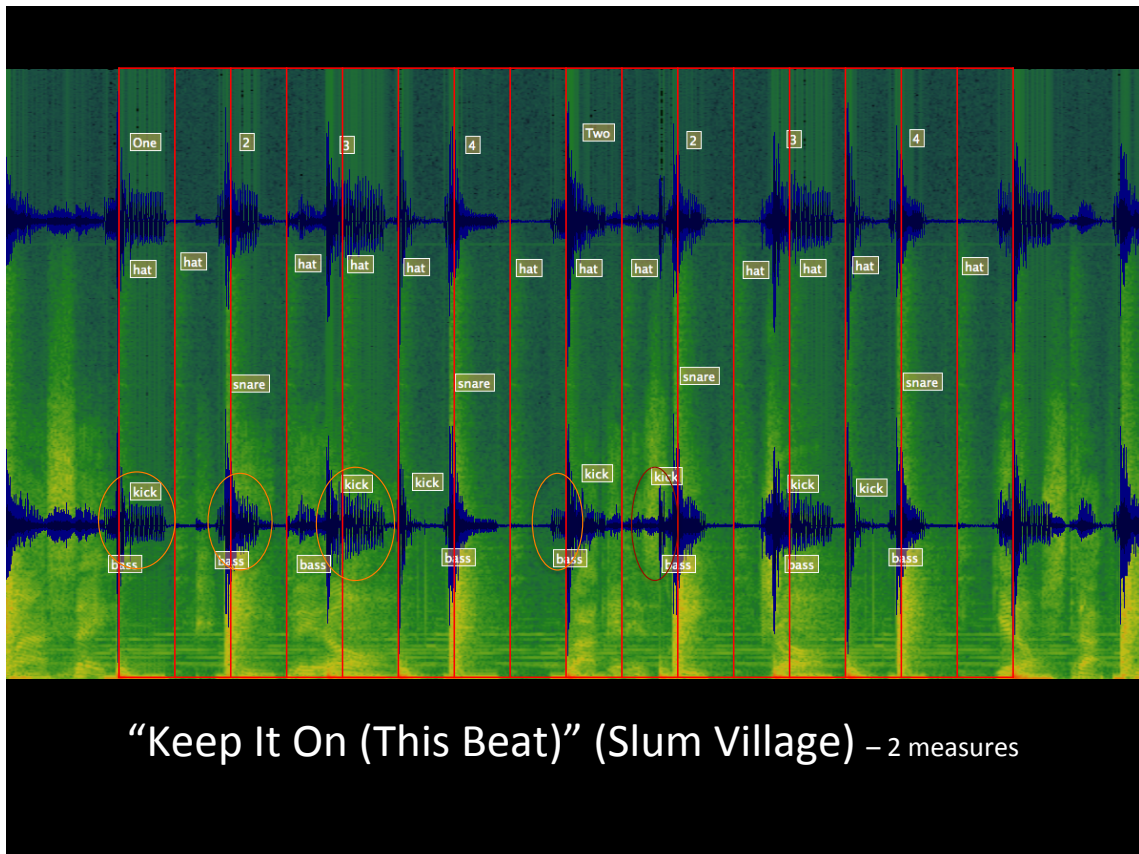 One 2 3 4 Two 2 3 4
hat hat hat hat hat hat hat hat hat hat hat hat
snare snare snare snare
kick kick kick kick kick kick kick
bass bass bass bass bass bass bass
“Keep It On (This Beat)” (Slum Village) – 2 measures